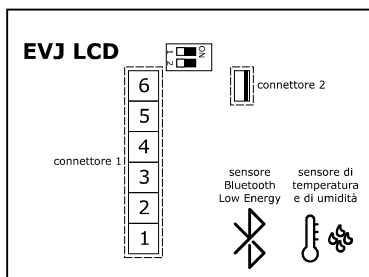 EVJ LCD
ON
1 2
6
connettore 2
5
4
connettore 1
3
sensore
Bluetooth
Low Energy
sensore di
temperatura
e di umidità
2
1